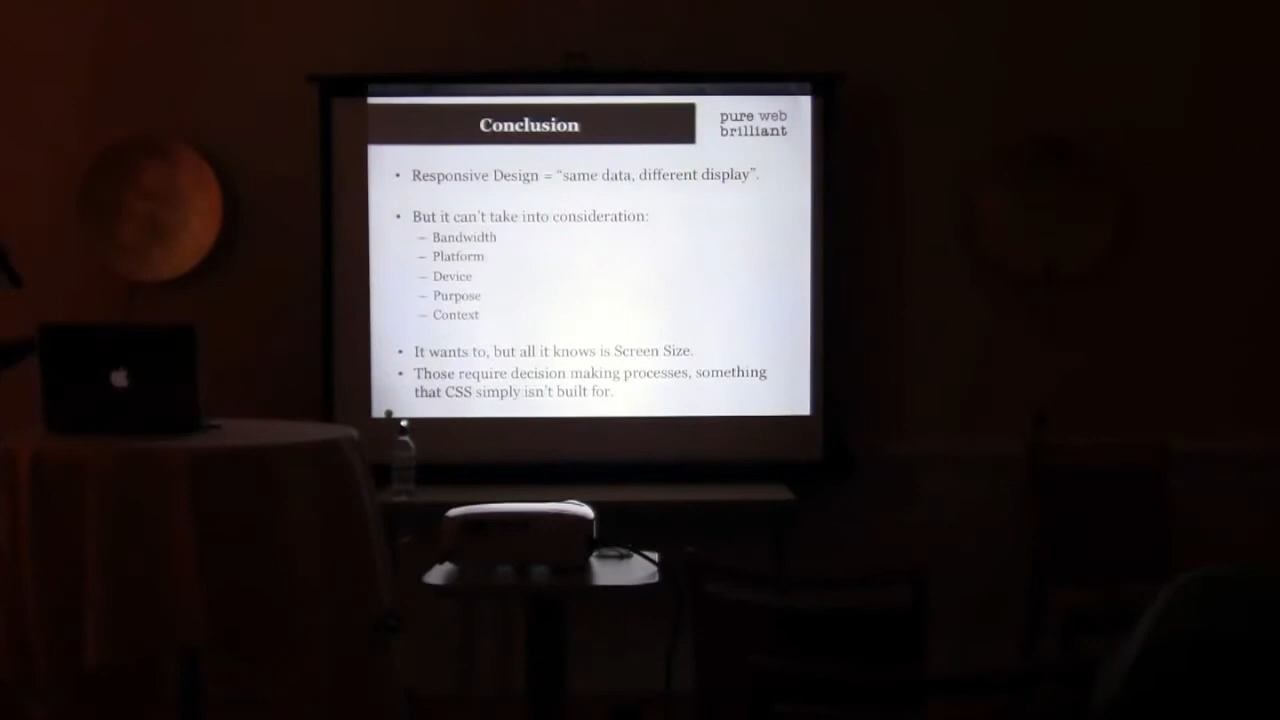 Conclusion
pure web
brilliant
• Responsive Design = “same data, different display”.
• But it can’t take into consideration:
– Bandwidth
– Platform
– Device
– Purpose
– Context
• It wants to, but all it knows is Screen Size.
• Those require decision making processes, something
that CSS simply isn’t built for.